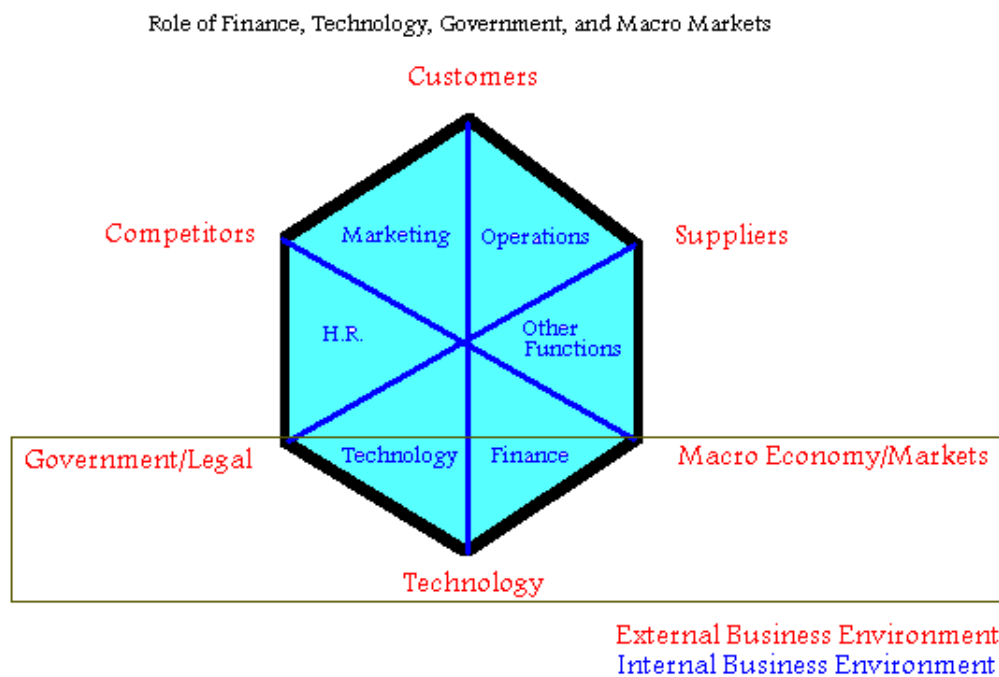 Role of Finance, Technology, Government, and Macro Markets
Customers
Competitors
Marketing
Operations
Suppliers
H.R.
Other
Functions
Government/Legal
Technology
Finance
Macro Economy/Markets
Technology
External Business Environment
Internal Business Environment